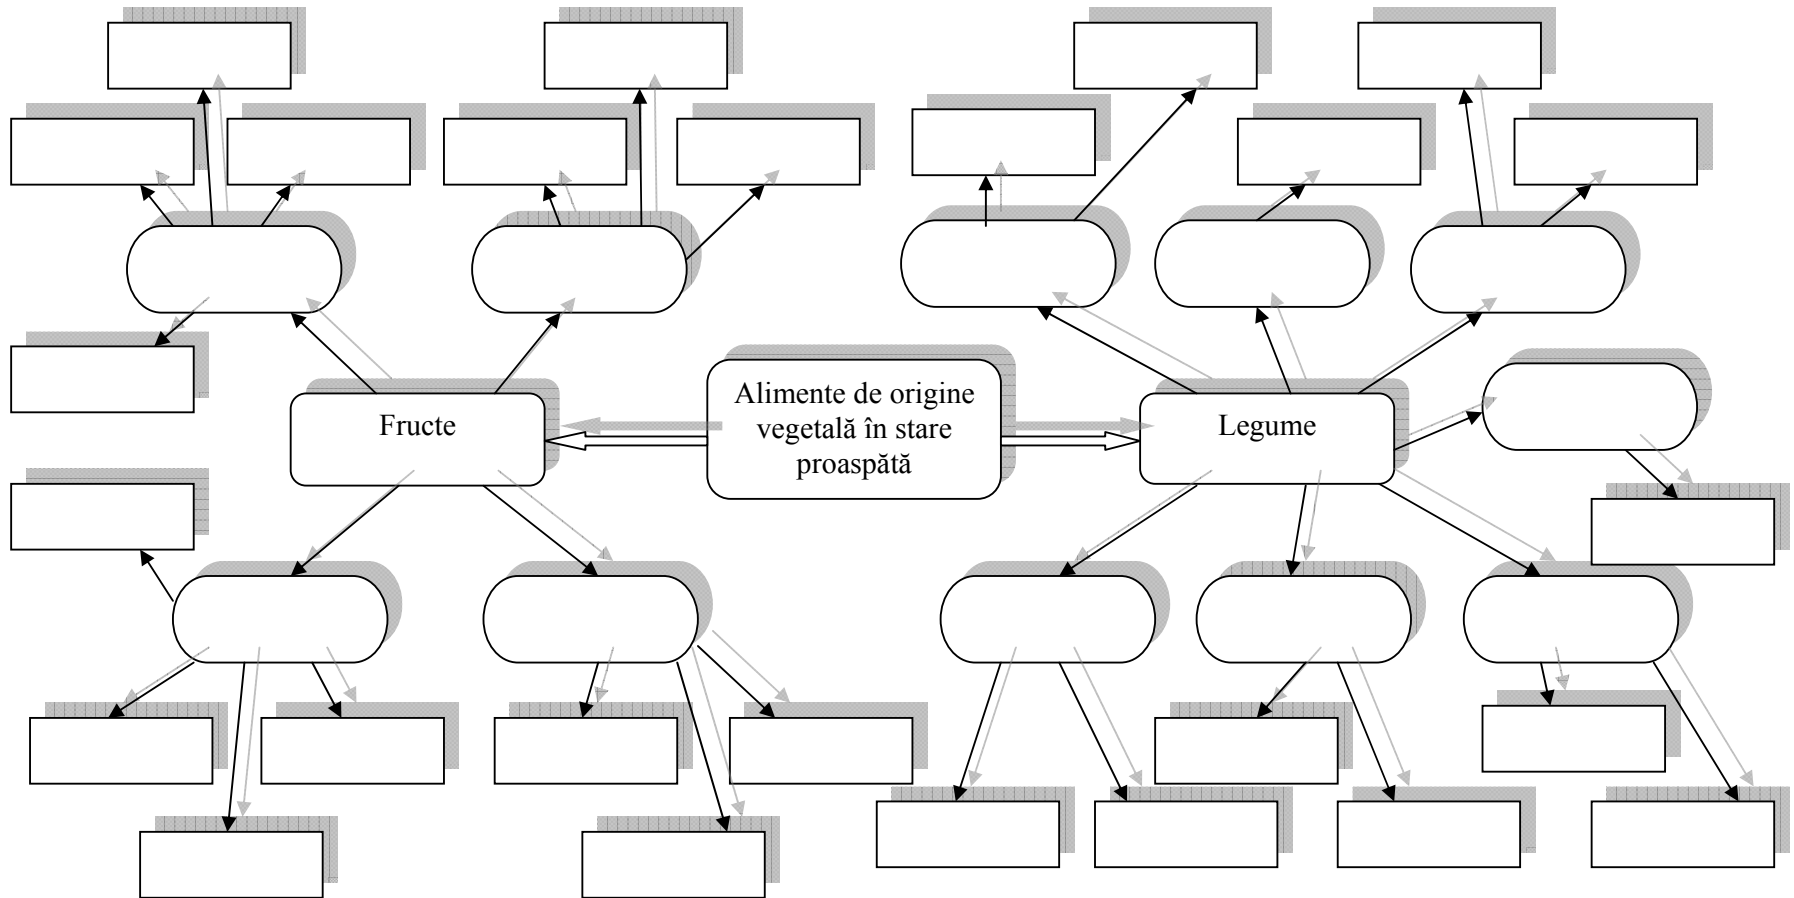 Alimente de origine
vegetală în stare
proaspătă
Fructe
Legume